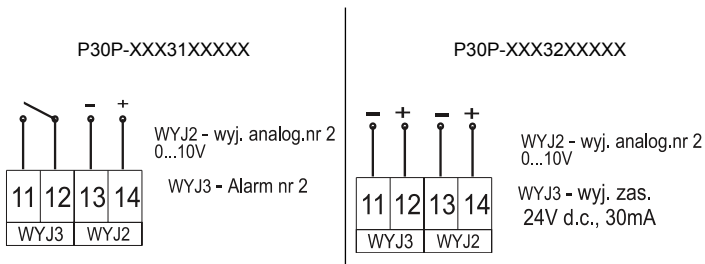 P30P-XXX31XXXXX
- +
WYJ2 - wyj. analog.nr 2
0...10V
WYJ3 - Alarm nr 2
11 12 13 14
WYJ3 WYJ2
P30P-XXX32XXXXX
- + - +
WYJ2 - wyj. analog.nr 2
0...10V
WYJ3 - wyj. zas.
24V d.c., 30mA
11 12 13 14
WYJ3 WYJ2